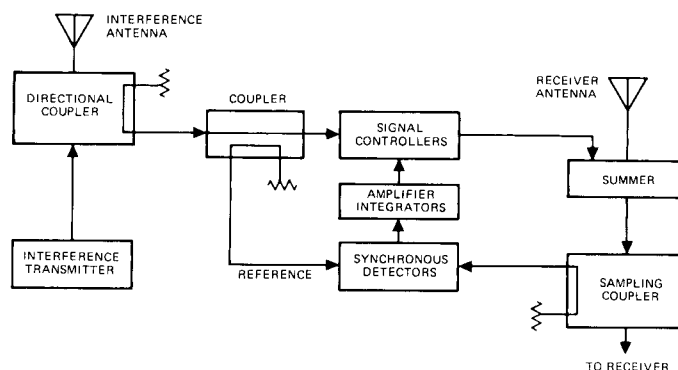 INTERFERENCE
ANTENNA
DIRECTIONAL
COUPLER
COUPLER
SIGNAL
CONTROLLERS
RECEIVER
ANTENNA
SUMMER
AMPLIFIER
INTEGRATORS
INTERFERENCE
TRANSMITTER
REFERENCE
SYNCHRONOUS
DETECTORS
SAMPLING
COUPLER
TO RECEIVER